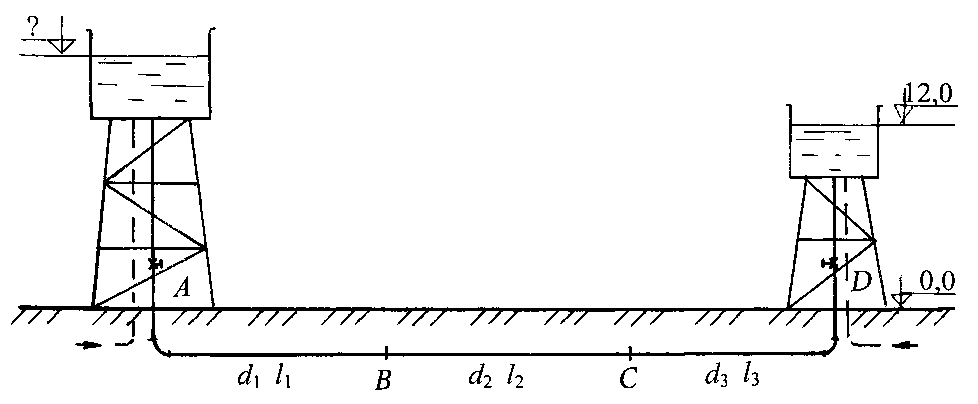 ?
12,0
A
D
0,0
d₁ l₁
B
d₂ l₂
C
d₃ l₃